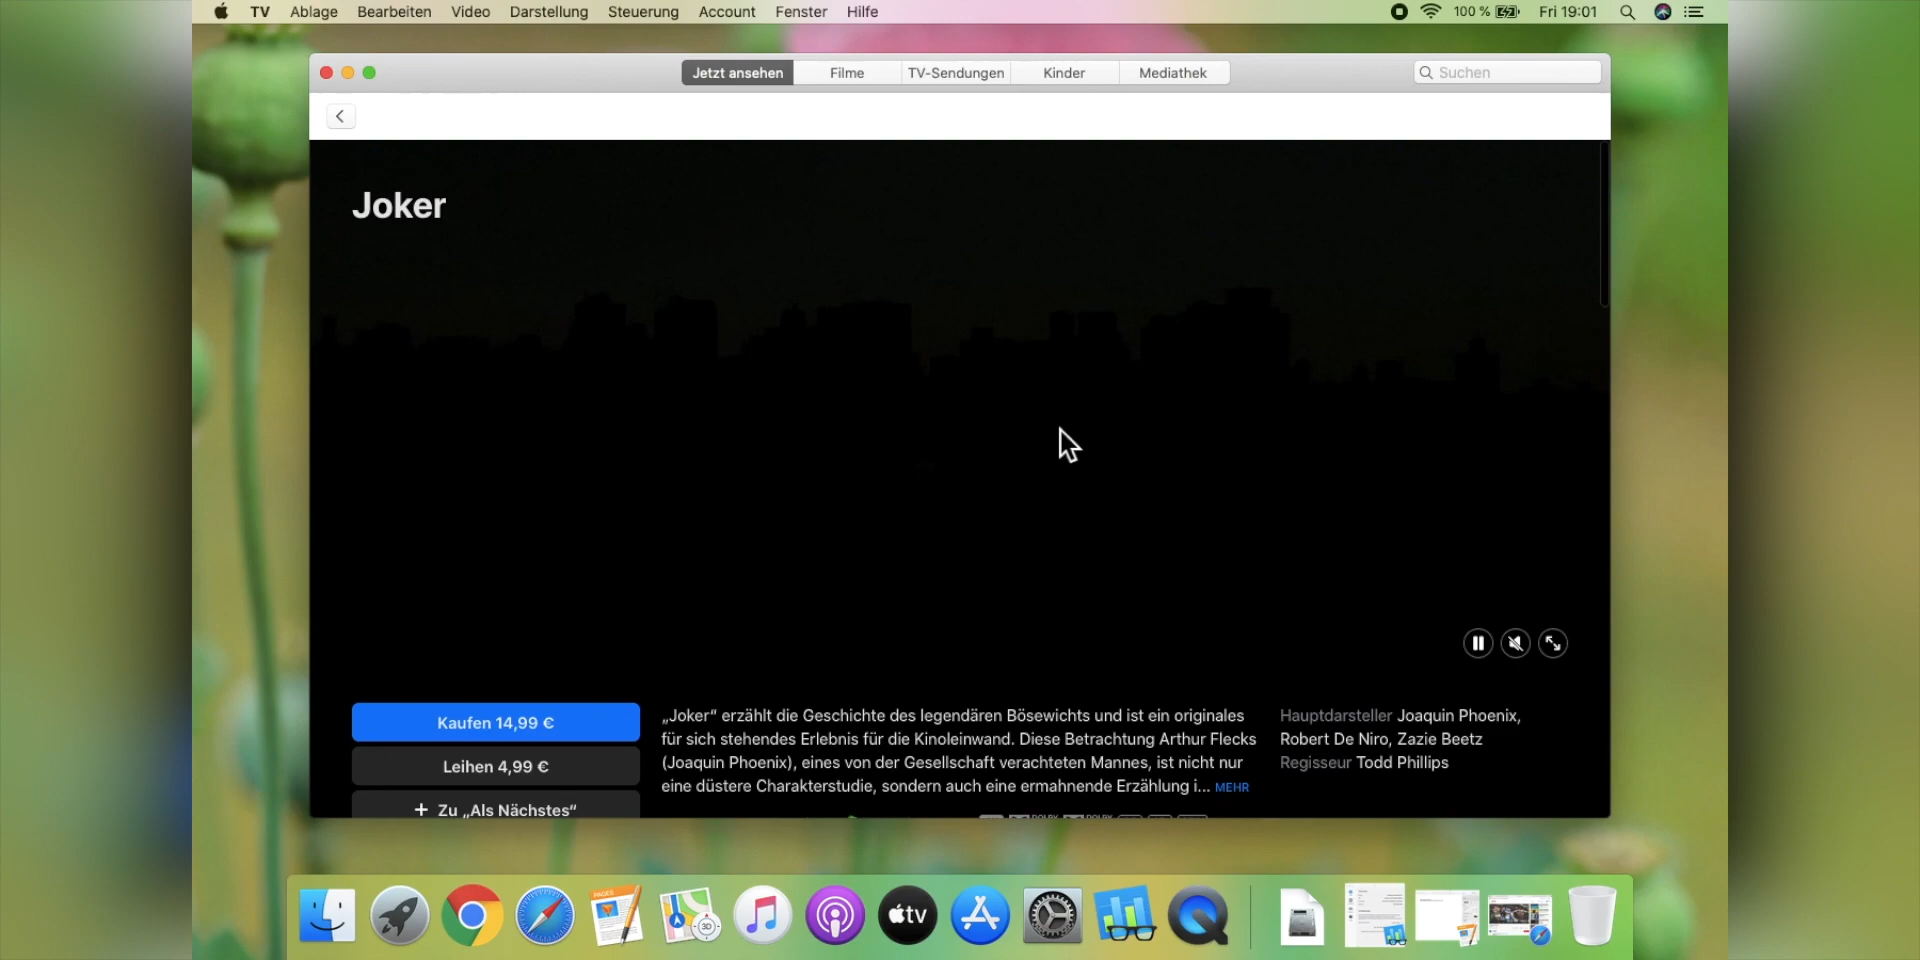 TV Ablage Bearbeiten Video Darstellung Steuerung Account Fenster Hilfe 100 % Fri 19:01
Jetzt ansehen Filme TV-Sendungen Kinder Mediathek Suchen
Joker
Kaufen 14,99 €
Leihen 4,99 €
+ Zu „Als Nächstes“
„Joker“ erzählt die Geschichte des legendären Bösewichts und ist ein originales
für sich stehendes Erlebnis für die Kinoleinwand. Diese Betrachtung Arthur Flecks
(Joaquin Phoenix), eines von der Gesellschaft verachteten Mannes, ist nicht nur
eine düstere Charakterstudie, sondern auch eine ermahnende Erzählung i... MEHR
Hauptdarsteller Joaquin Phoenix,
Robert De Niro, Zazie Beetz
Regisseur Todd Phillips
PAGES
3D
tv